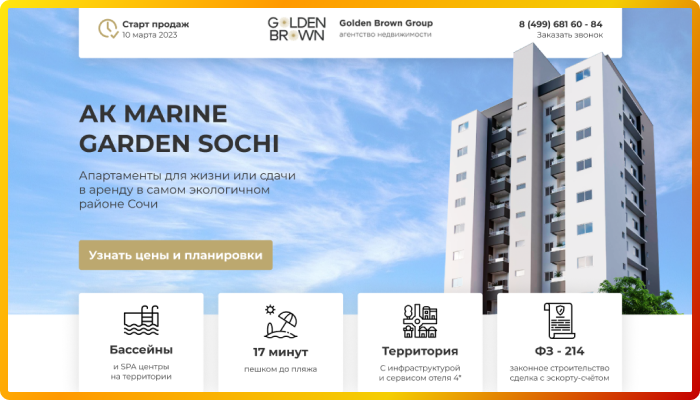 Старт продаж
10 марта 2023
GOLDEN
BROWN
Golden Brown Group
агентство недвижимости
8 (499) 681 60 - 84
Заказать звонок
АК MARINE
GARDEN SOCHI
Апартаменты для жизни или сдачи
в аренду в самом экологичном
районе Сочи
Узнать цены и планировки
Бассейны
и SPA центры
на территории
17 минут
пешком до пляжа
Территория
С инфраструктурой
и сервисом отеля 4*
ФЗ - 214
законное строительство
сделка с эскорту-счётом